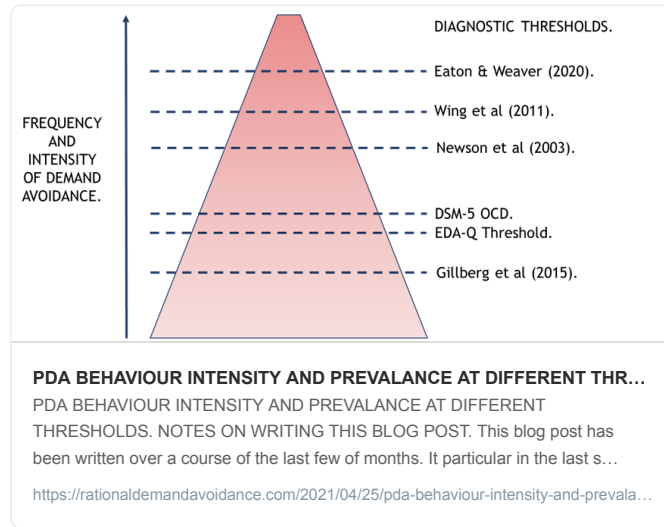 DIAGNOSTIC THRESHOLDS.
Eaton & Weaver (2020).
Wing et al (2011).
FREQUENCY
AND
INTENSITY
OF DEMAND
AVOIDANCE.
Newson et al (2003).
DSM-5 OCD.
EDA-Q Threshold.
Gillberg et al (2015).
PDA BEHAVIOUR INTENSITY AND PREVALANCE AT DIFFERENT THR...
PDA BEHAVIOUR INTENSITY AND PREVALANCE AT DIFFERENT
THRESHOLDS. NOTES ON WRITING THIS BLOG POST. This blog post has
been written over a course of the last few of months. It particular in the last s...
https://rationaldemandavoidance.com/2021/04/25/pda-behaviour-intensity-and-prevala...